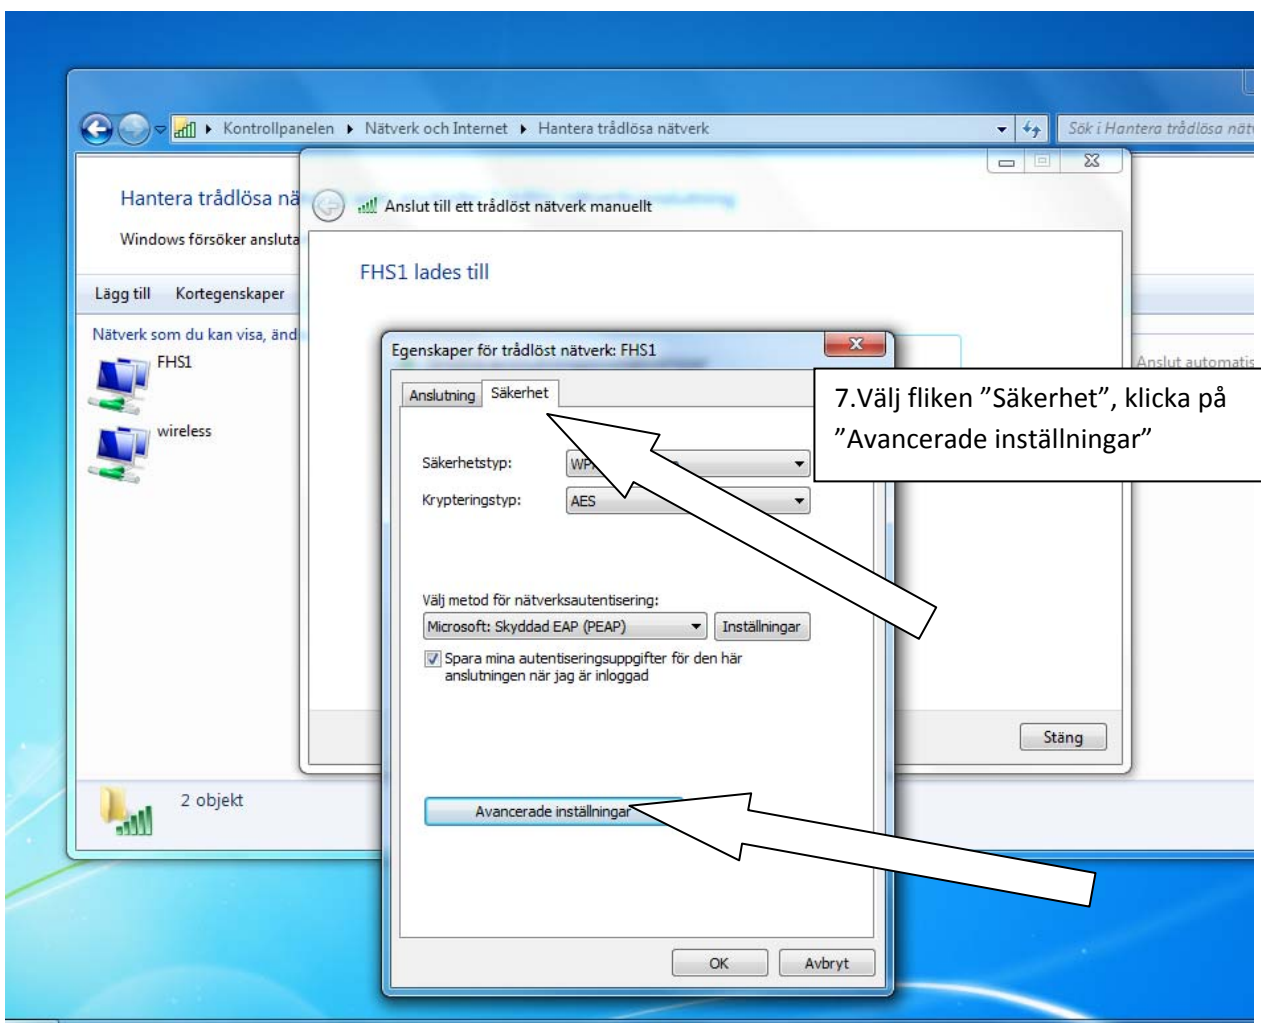 Kontrollpanelen
Nätverk och Internet
Hantera trådlösa nätverk
Sök i Hantera trådlösa
Hantera trådlösa
Anslut till ett trådlöst nätverk manuellt
Windows försöker ansluta
FHS1 lades till
Lägg till Kortegenskaper
Nätverk som du kan visa,
FHS1
wireless
Egenskaper för trådlöst nätverk: FHS1
Anslut
7.Välj fliken ”Säkerhet”, klicka på
”Avancerade inställningar”
Anslutning Säkerhet
Säkerhetstyp:
Krypteringstyp: AES
Välj metod för nätverksautentisering:
Microsoft: Skyddad EAP (PEAP) Inställningar
Spara mina autentiseringsuppgifter för den här
anslutningen när jag är inloggad
Stäng
2 objekt
Avancerade inställningar
OK Avbryt